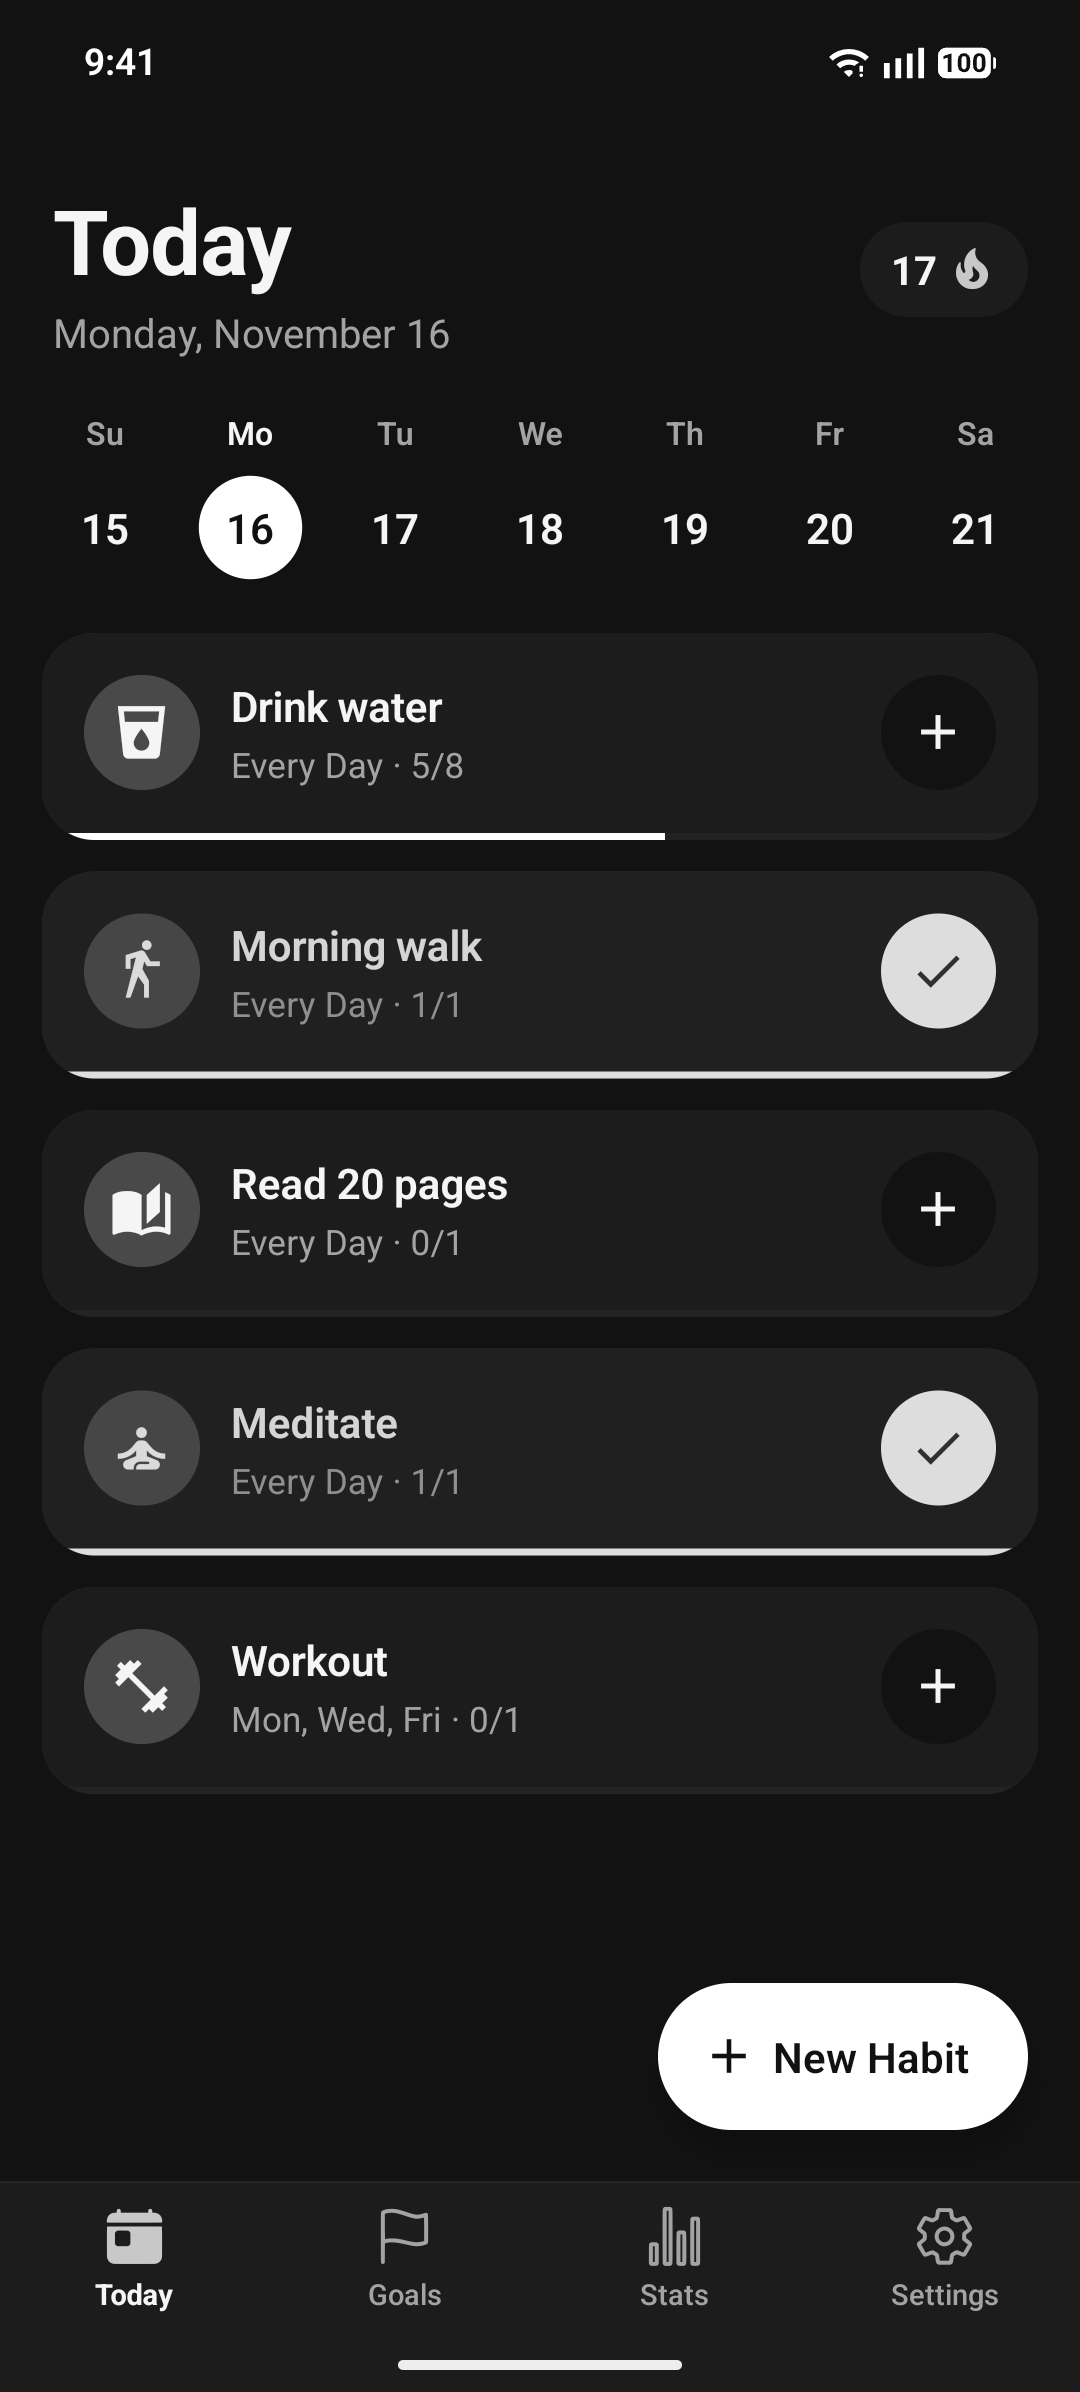 9:41
100
Today
17
Monday, November 16
Su Mo Tu We Th Fr Sa
15 16 17 18 19 20 21
Drink water
Every Day · 5/8
Morning walk
Every Day · 1/1
Read 20 pages
Every Day · 0/1
Meditate
Every Day · 1/1
Workout
Mon, Wed, Fri · 0/1
New Habit
Today Goals Stats Settings